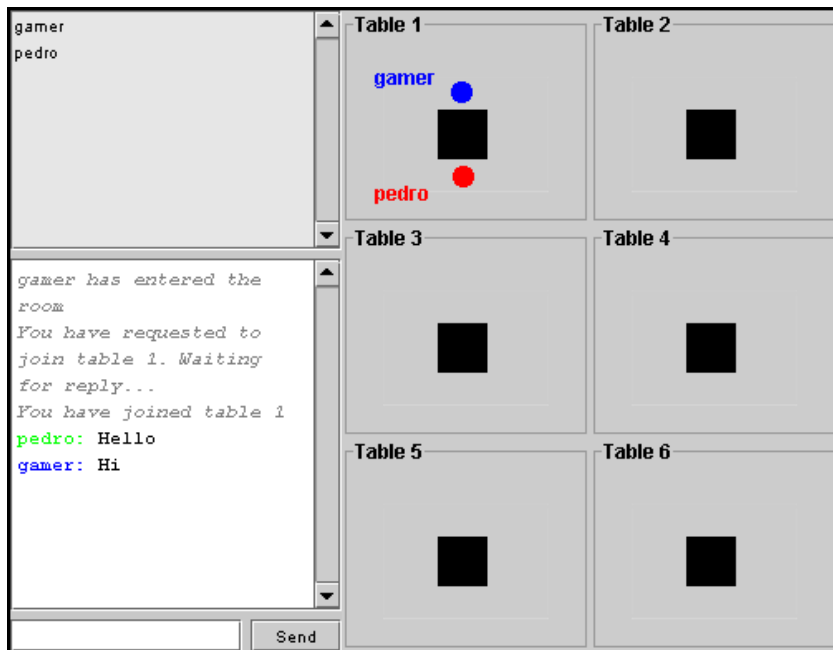 gamer
pedro
gamer has entered the
room
You have requested to
join table 1. Waiting
for reply...
You have joined table 1
pedro: Hello
gamer: Hi
Send
Table 1
gamer
pedro
Table 2
Table 3
Table 4
Table 5
Table 6